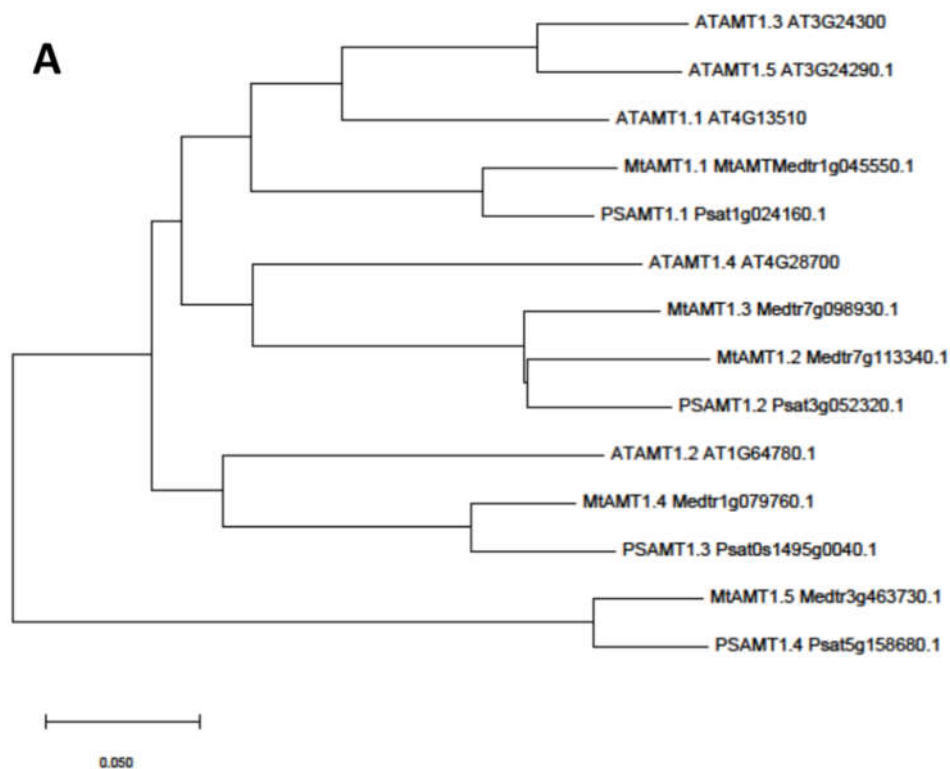 A
ATAMT1.3 AT3G24300
ATAMT1.5 AT3G24290.1
ATAMT1.1 AT4G13510
MtAMT1.1 MtAMTMedtr1g045550.1
PSAMT1.1 Psat1g024160.1
ATAMT1.4 AT4G28700
MtAMT1.3 Medtr7g098930.1
MtAMT1.2 Medtr7g113340.1
PSAMT1.2 Psat3g052320.1
ATAMT1.2 AT1G64780.1
MtAMT1.4 Medtr1g079760.1
PSAMT1.3 Psat0s1495g0040.1
MtAMT1.5 Medtr3g463730.1
PSAMT1.4 Psat5g158680.1
0.050